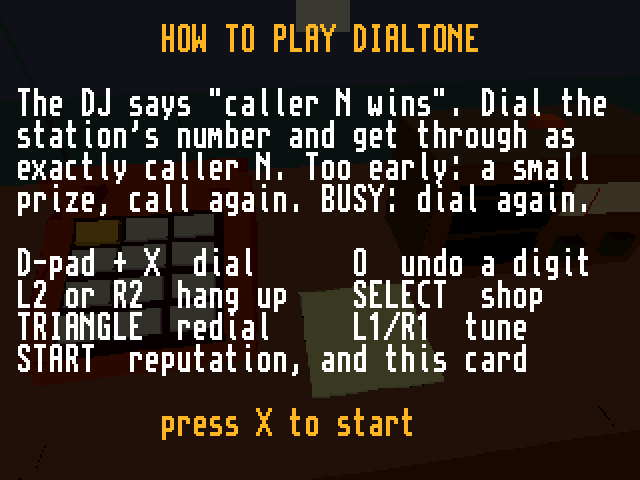 HOW TO PLAY DIALTONE
The DJ says "caller N wins". Dial the
station's number and get through as
exactly caller N. Too early: a small
prize, call again. BUSY: dial again.
D-pad + X  dial      O  undo a digit
L2 or R2  hang up    SELECT  shop
TRIANGLE  redial     L1/R1  tune
START  reputation, and this card
press X to start